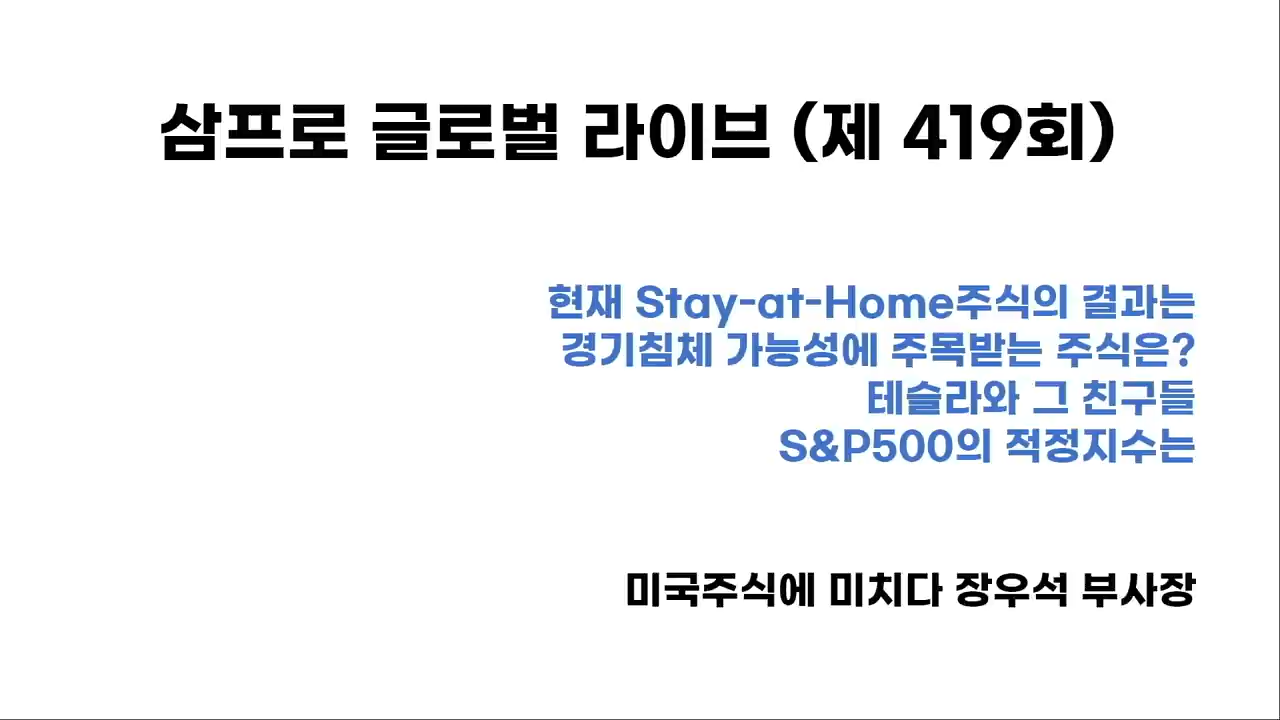 삼프로 글로벌 라이브 (제 419회)
현재 Stay-at-Home주식의 결과는
경기침체 가능성에 주목받는 주식은?
테슬라와 그 친구들
S&P500의 적정지수는
미국주식에 미치다 장우석 부사장